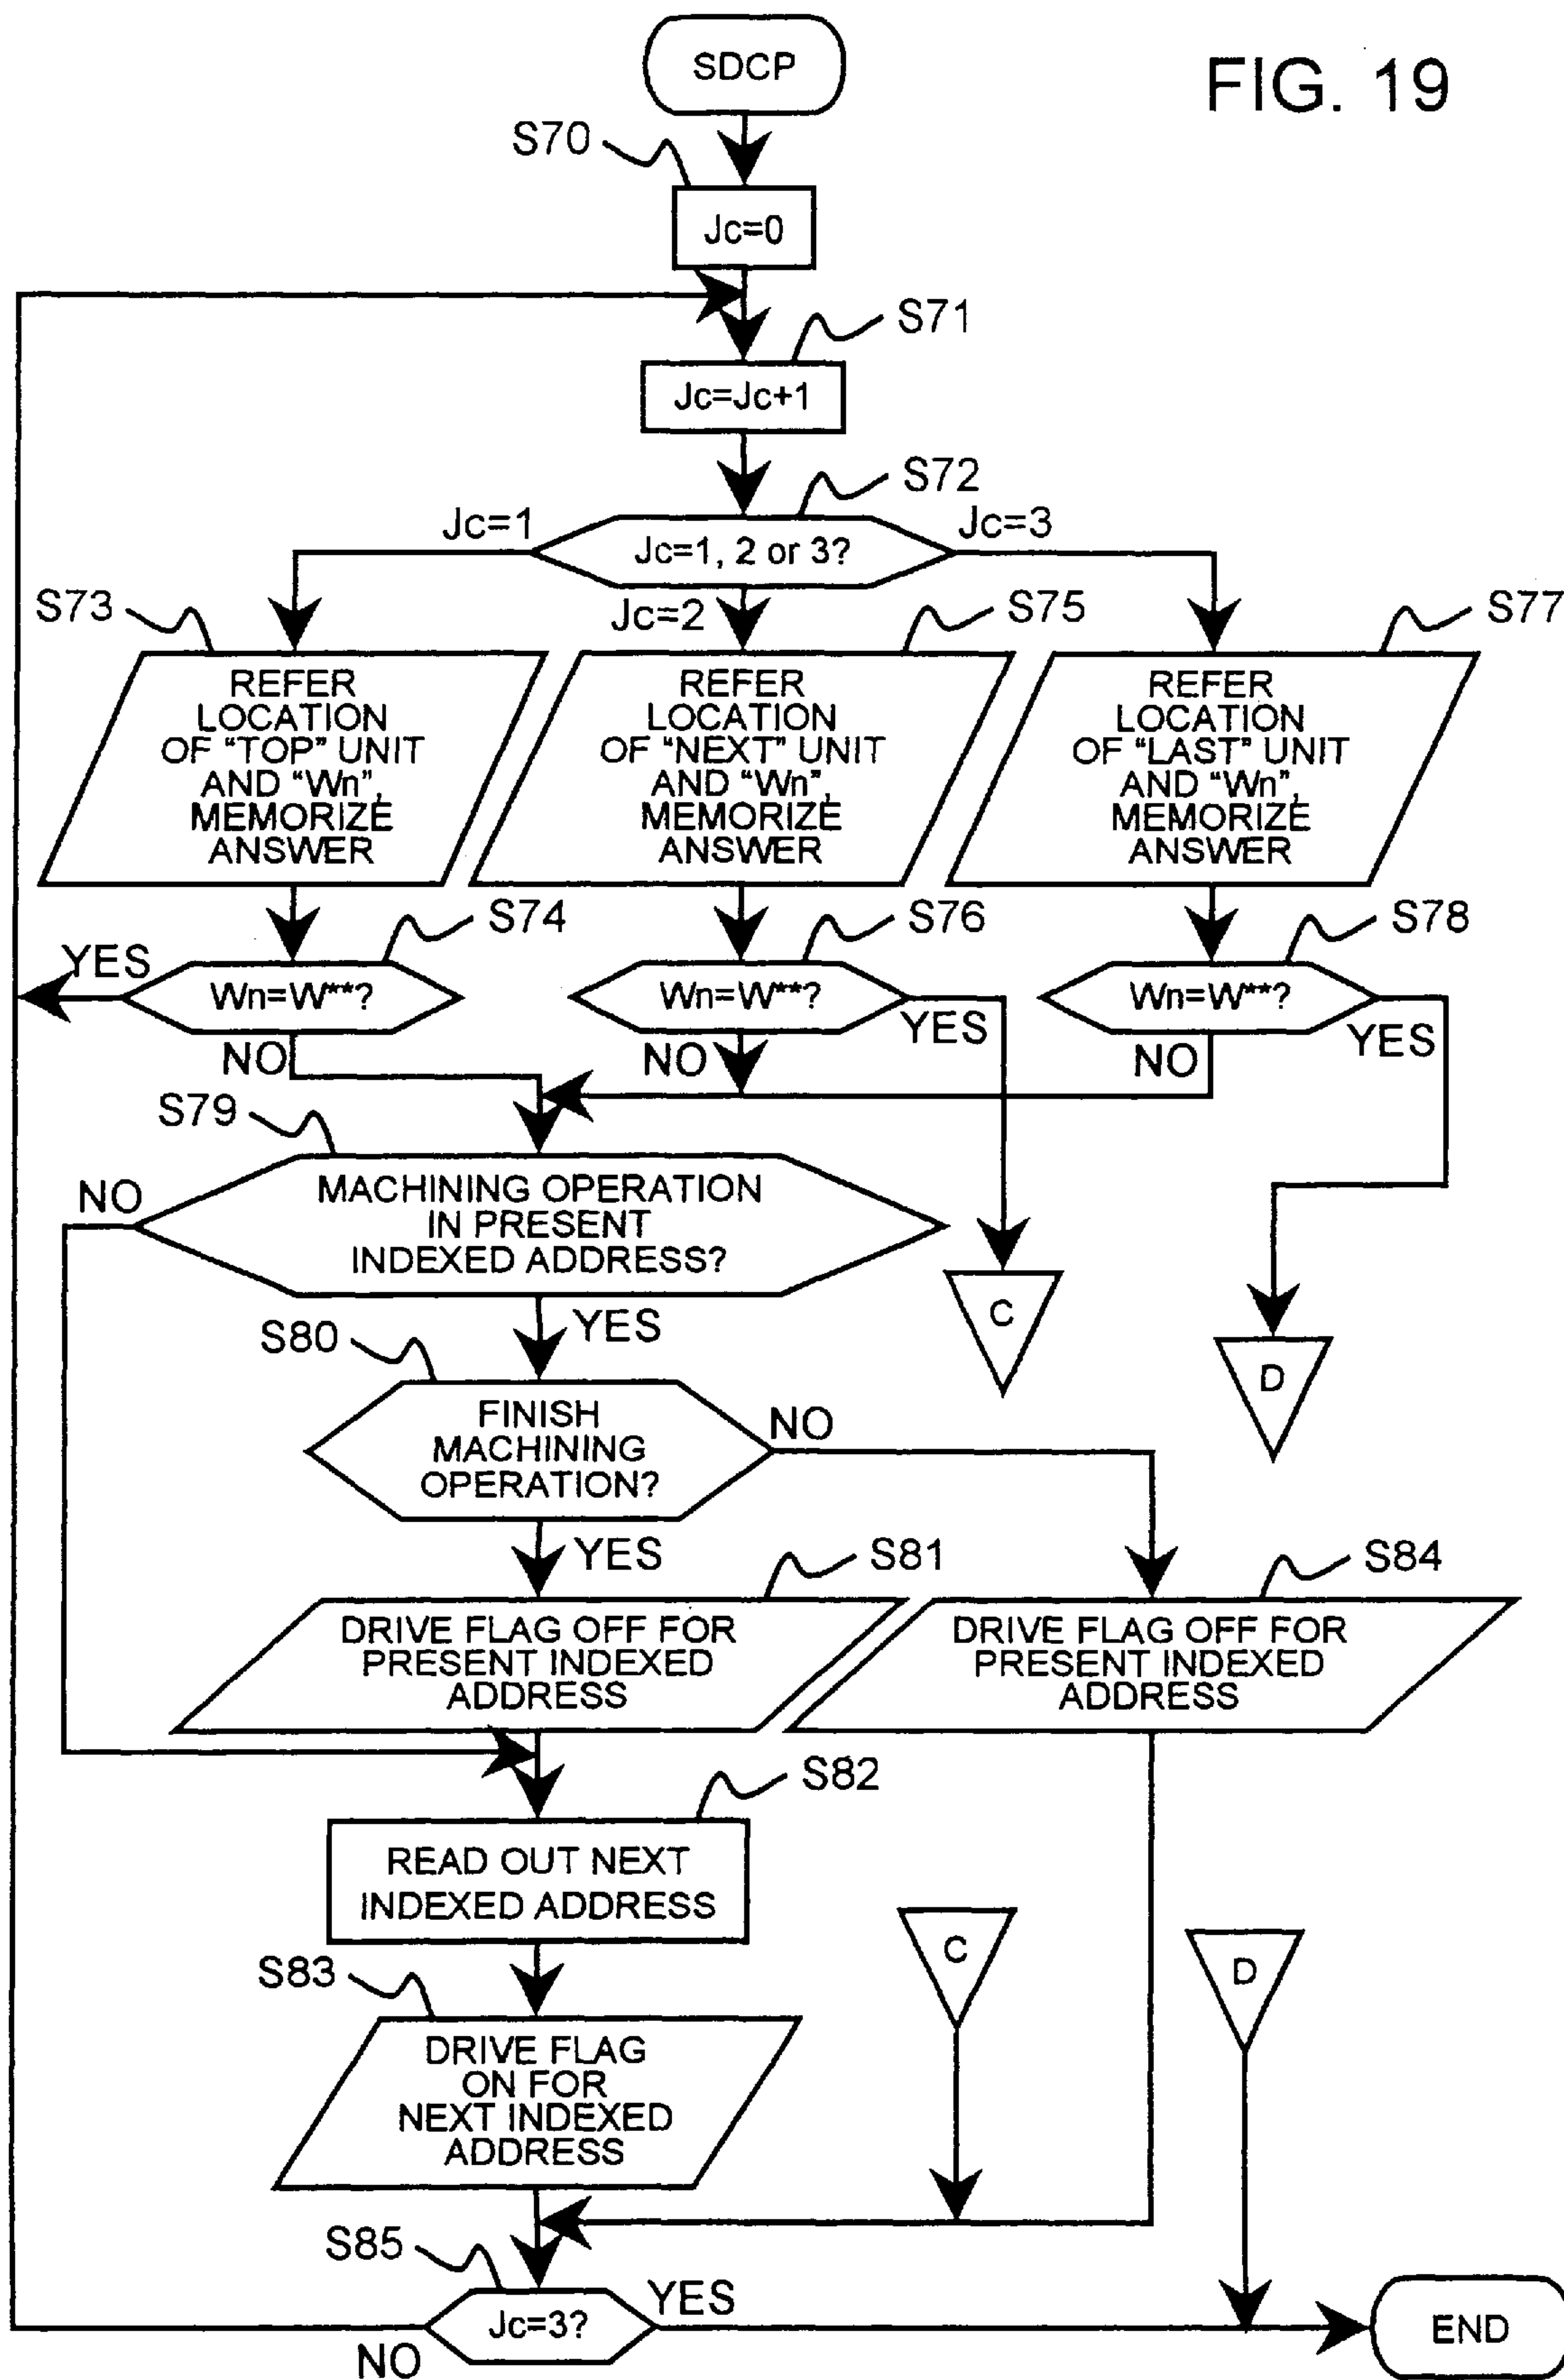 SDCP
FIG. 19
S70
Jc=0
S71
Jc=Jc+1
S72
Jc=1
Jc=1, 2 or 3?
Jc=3
Jc=2
S73
S75
S77
REFER
LOCATION
OF "TOP" UNIT
AND "Wn",
MEMORIZE
ANSWER
REFER
LOCATION
OF "NEXT" UNIT
AND "Wn",
MEMORIZE
ANSWER
REFER
LOCATION
OF "LAST" UNIT
AND "Wn",
MEMORIZE
ANSWER
S74
YES
Wn=W**?
NO
S76
Wn=W**?
YES
NO
S78
Wn=W**?
YES
NO
S79
NO
MACHINING OPERATION
IN PRESENT
INDEXED ADDRESS?
YES
C
D
S80
FINISH
MACHINING
OPERATION?
NO
YES
S81
DRIVE FLAG OFF FOR
PRESENT INDEXED
ADDRESS
S84
DRIVE FLAG OFF FOR
PRESENT INDEXED
ADDRESS
S82
READ OUT NEXT
INDEXED ADDRESS
C
D
S83
DRIVE FLAG
ON FOR
NEXT INDEXED
ADDRESS
S85
Jc=3?
YES
NO
END